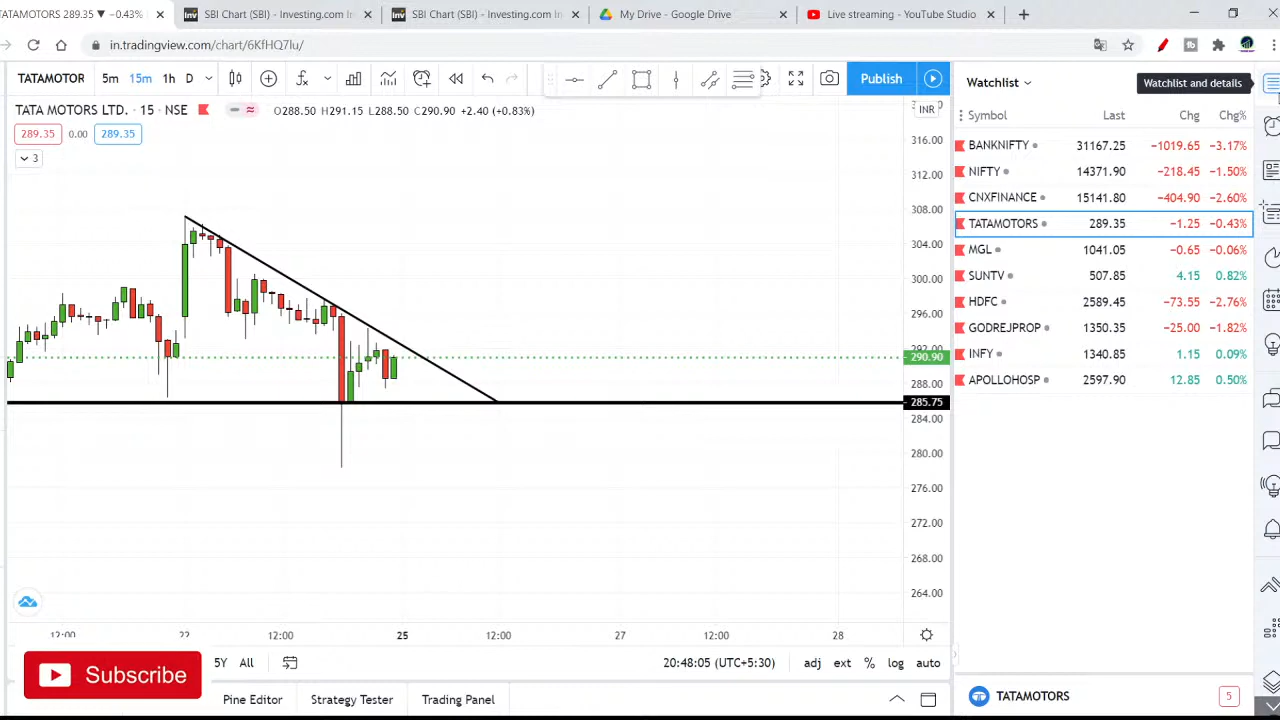 TATAMOTORS 289.35 ▼ −0.43% · 15m
SBI Chart (SBI) - Investing.com In
SBI Chart (SBI) - Investing.com In
My Drive - Google Drive
Live streaming - YouTube Studio
in.tradingview.com/chart/6KfHQ7lu/
TATAMOTOR 5m 15m 1h D
Publish
TATA MOTORS LTD. · 15 · NSE O288.50 H291.15 L288.50 C290.90 +2.40 (+0.83%)
289.35 0.00 289.35
3
INR
316.00
312.00
308.00
304.00
300.00
296.00
292.00
290.90
288.00
285.75
284.00
280.00
276.00
272.00
268.00
264.00
12:00 22 12:00 25 12:00 27 12:00 28
5Y All
20:48:05 (UTC+5:30) adj ext % log auto
Subscribe
Pine Editor Strategy Tester Trading Panel
Watchlist
Watchlist and details
Symbol Last Chg Chg%
BANKNIFTY 31167.25 −1019.65 −3.17%
NIFTY 14371.90 −218.45 −1.50%
CNXFINANCE 15141.80 −404.90 −2.60%
TATAMOTORS 289.35 −1.25 −0.43%
MGL 1041.05 −0.65 −0.06%
SUNTV 507.85 4.15 0.82%
HDFC 2589.45 −73.55 −2.76%
GODREJPROP 1350.35 −25.00 −1.82%
INFY 1340.85 1.15 0.09%
APOLLOHOSP 2597.90 12.85 0.50%
TATAMOTORS 5